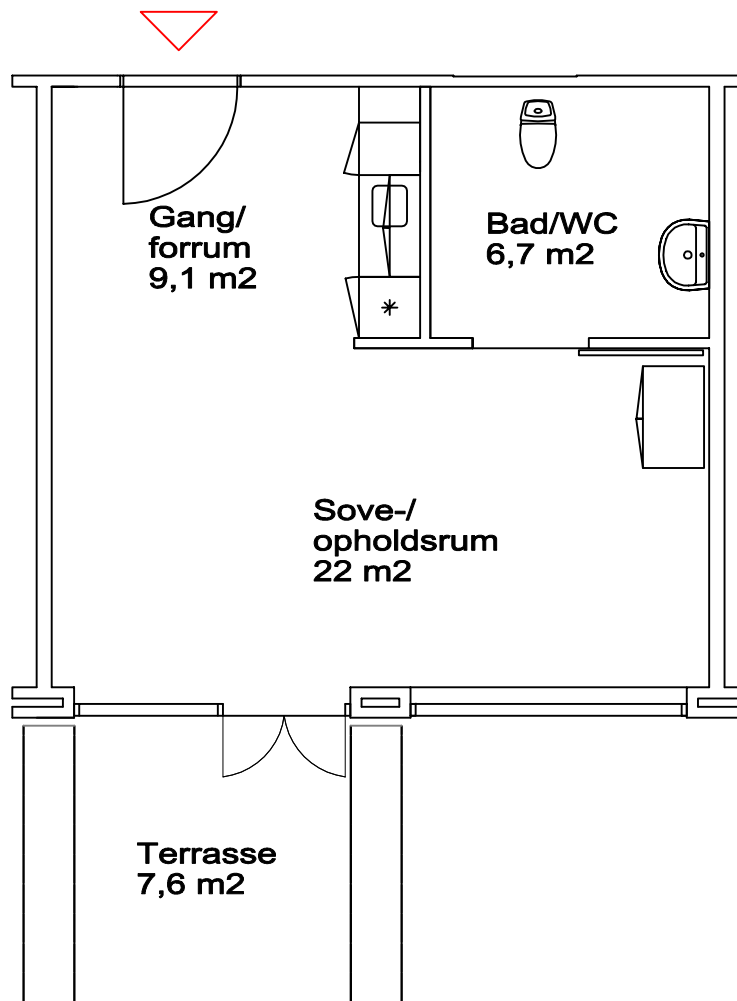 Gang/
forrum
9,1 m2
Bad/WC
6,7 m2
Sove-/
opholdsrum
22 m2
Terrasse
7,6 m2